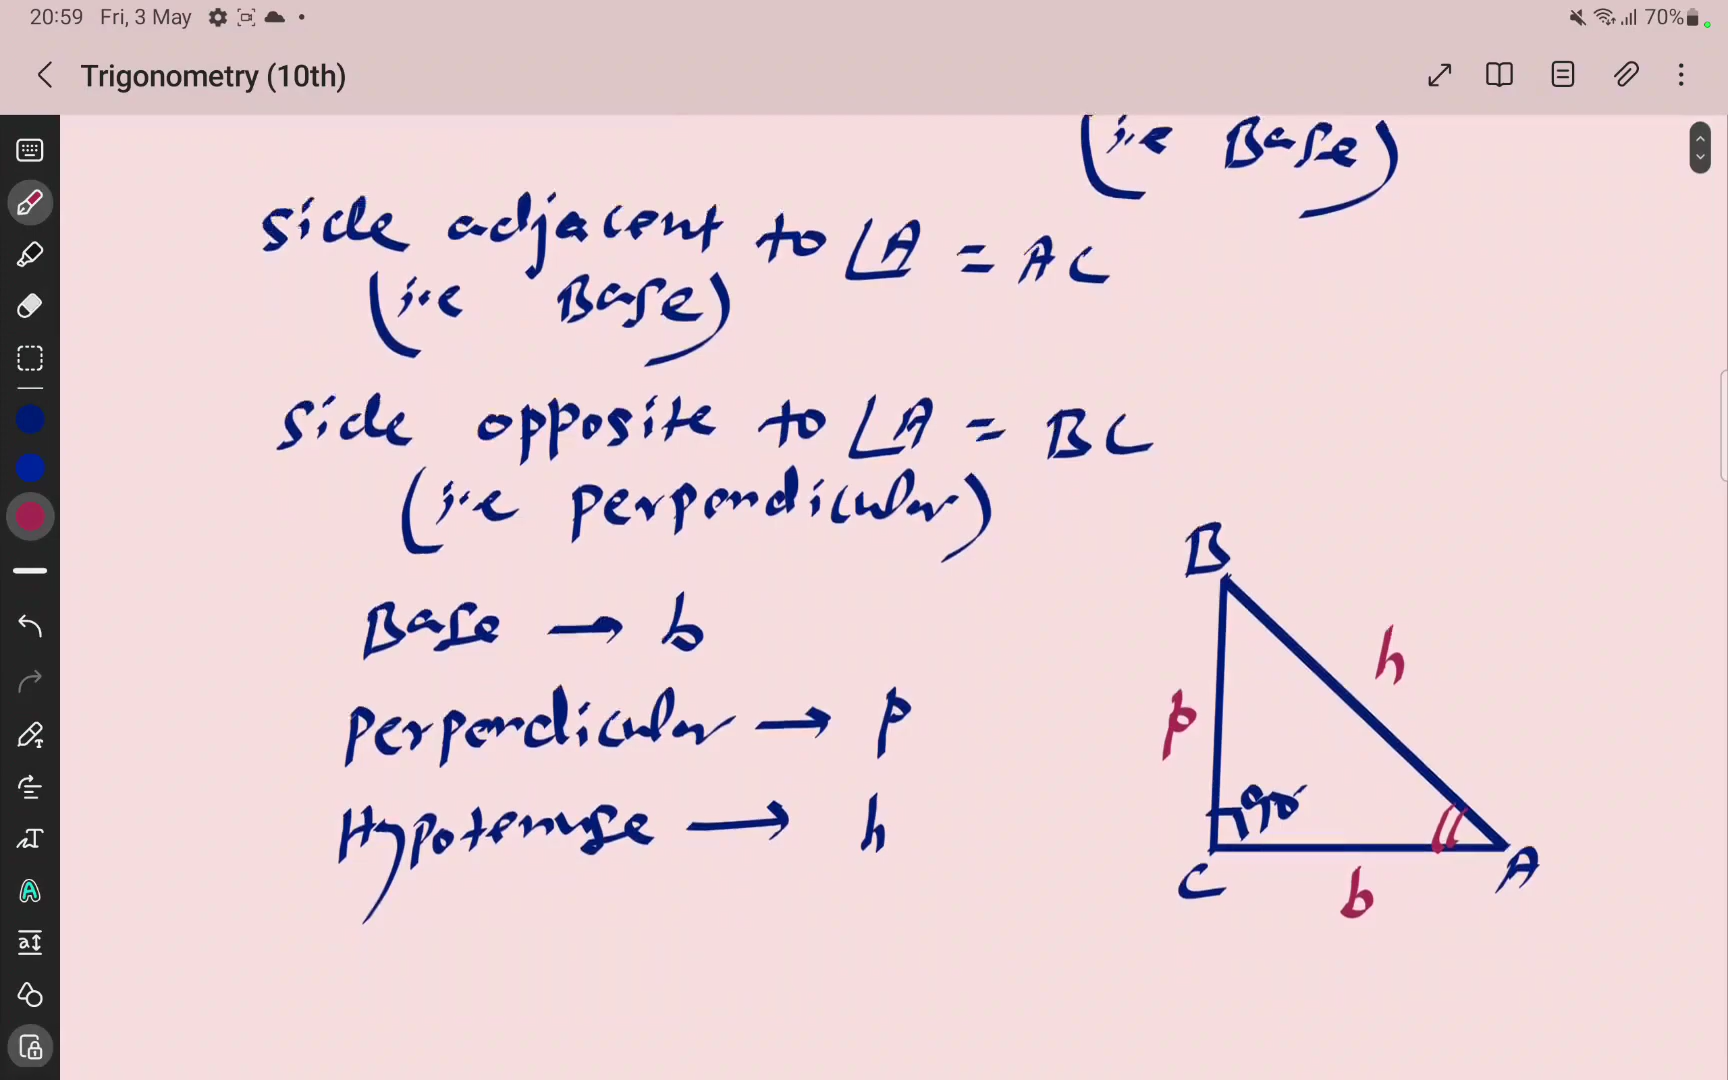 20:59 Fri, 3 May
70%
Trigonometry (10th)
(i.e Base)
side adjacent to ∠A = AC
(i.e Base)
side opposite to ∠A = BC
(i.e perpendicular)
Base → b
Perpendicular → p
Hypotenuse → h
B
h
p
90°
C
b
A